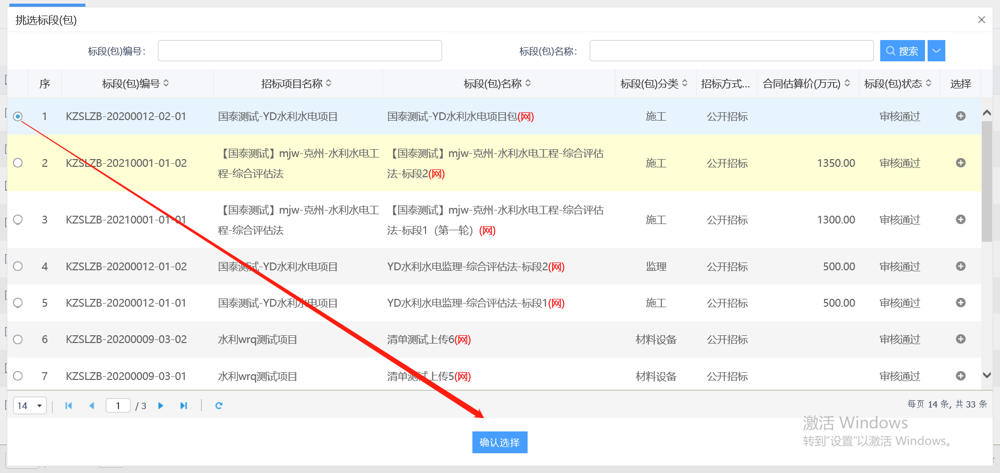 挑选标段(包)
标段(包)编号： 标段(包)名称： 搜索
序 标段(包)编号 招标项目名称 标段(包)名称 标段(包)分类 招标方式... 合同估算价(万元) 标段(包)状态 选择
1 KZSLZB-20200012-02-01 国泰测试-YD水利水电项目 国泰测试-YD水利水电项目包(网) 施工 公开招标 审核通过
【国泰测试】mjw-克州-水利水电工 【国泰测试】mjw-克州-水利水电工程-综合评估
2 KZSLZB-20210001-01-02 施工 公开招标 1350.00 审核通过
程-综合评估法 法-标段2(网)
【国泰测试】mjw-克州-水利水电工 【国泰测试】mjw-克州-水利水电工程-综合评估
3 KZSLZB-20210001-01-01 施工 公开招标 1300.00 审核通过
程-综合评估法 法-标段1（第一轮）(网)
4 KZSLZB-20200012-01-02 国泰测试-YD水利水电项目 YD水利水电监理-综合评估法-标段2(网) 监理 公开招标 500.00 审核通过
5 KZSLZB-20200012-01-01 国泰测试-YD水利水电项目 YD水利水电监理-综合评估法-标段1(网) 施工 公开招标 500.00 审核通过
6 KZSLZB-20200009-03-02 水利wrq测试项目 清单测试上传6(网) 材料设备 公开招标 审核通过
7 KZSLZB-20200009-03-01 水利wrq测试项目 清单测试上传5(网) 材料设备 公开招标 审核通过
14 1 / 3 每页 14 条, 共 33 条
激活 Windows
转到“设置”以激活 Windows。
确认选择